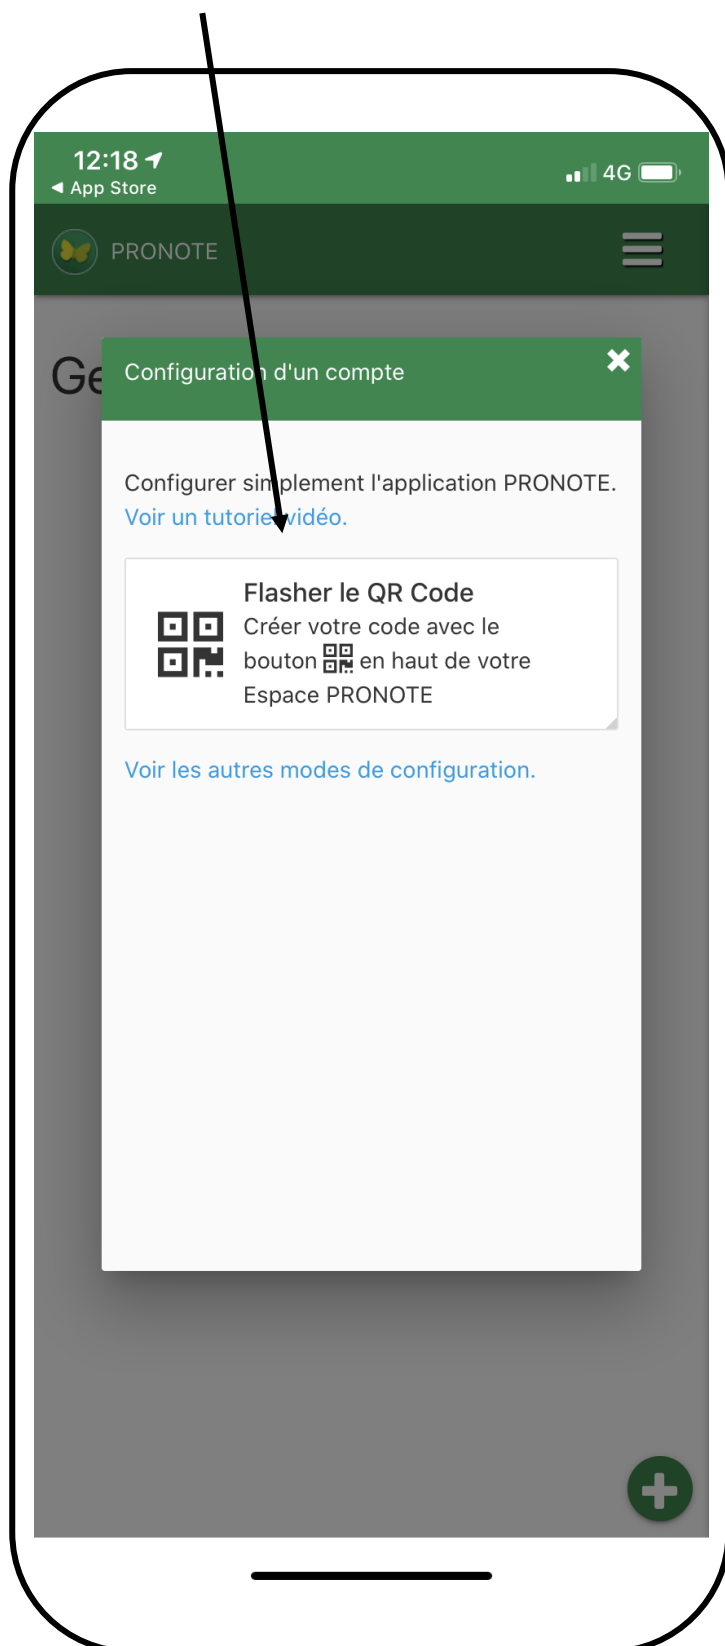 12:18
App Store
4G
PRONOTE
Ge
Configuration d'un compte
Configurer simplement l'application PRONOTE.
Voir un tutoriel vidéo.
Flasher le QR Code
Créer votre code avec le
bouton en haut de votre
Espace PRONOTE
Voir les autres modes de configuration.